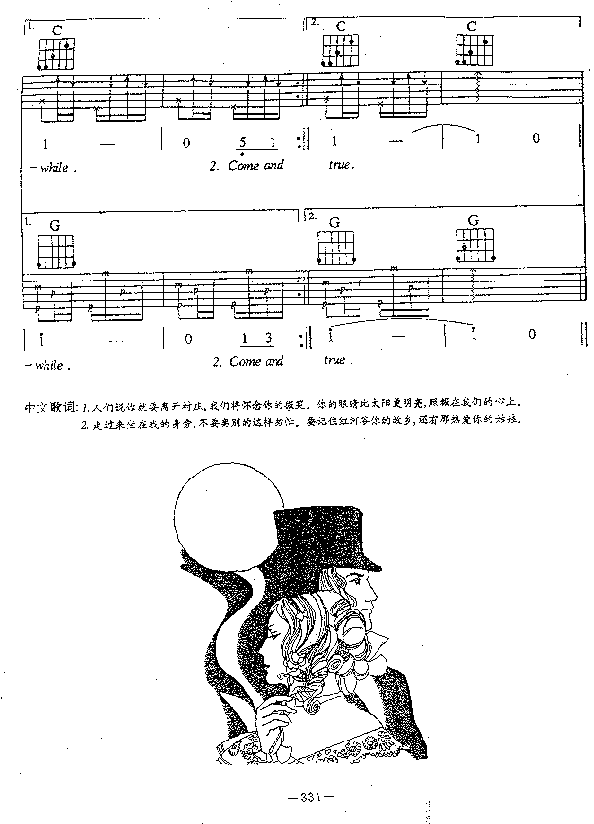 1.
2.
C
C
C
1 — | 0 5 1 :| 1 — | 1 0
– while . 2. Come and true.
1.
2.
G
G
G
m m m m m m
p p p p p p
i — | 0 1 3 :| i — | i 0
– while . 2. Come and true .
中文歌词: 1.人们说你就要离开村庄,我们将怀念你的微笑。你的眼睛比太阳更明亮,照耀在我们的心上。
2.走过来坐在我的身旁,不要离别的这样匆忙。要记住红河谷你的故乡,还有那热爱你的姑娘。
—331—